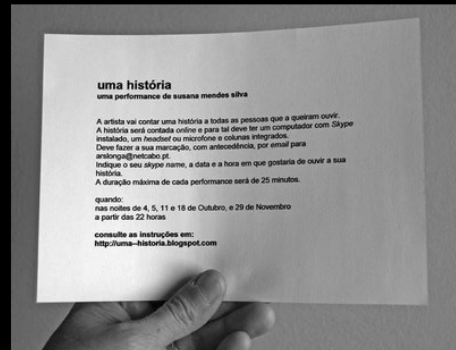 uma história
uma performance de susana mendes silva
A artista vai contar uma história a todas as pessoas que a queiram ouvir.
A história será contada online e para tal deve ter um computador com Skype
instalado, um headset ou microfone e colunas integrados.
Deve fazer a sua marcação, com antecedência, por email para
arslonga@netcabo.pt.
Indique o seu skype name, a data e a hora em que gostaria de ouvir a sua
história.
A duração máxima de cada performance será de 25 minutos.
quando:
nas noites de 4, 5, 11 e 18 de Outubro, e 29 de Novembro
a partir das 22 horas
consulte as instruções em:
http://uma--historia.blogspot.com